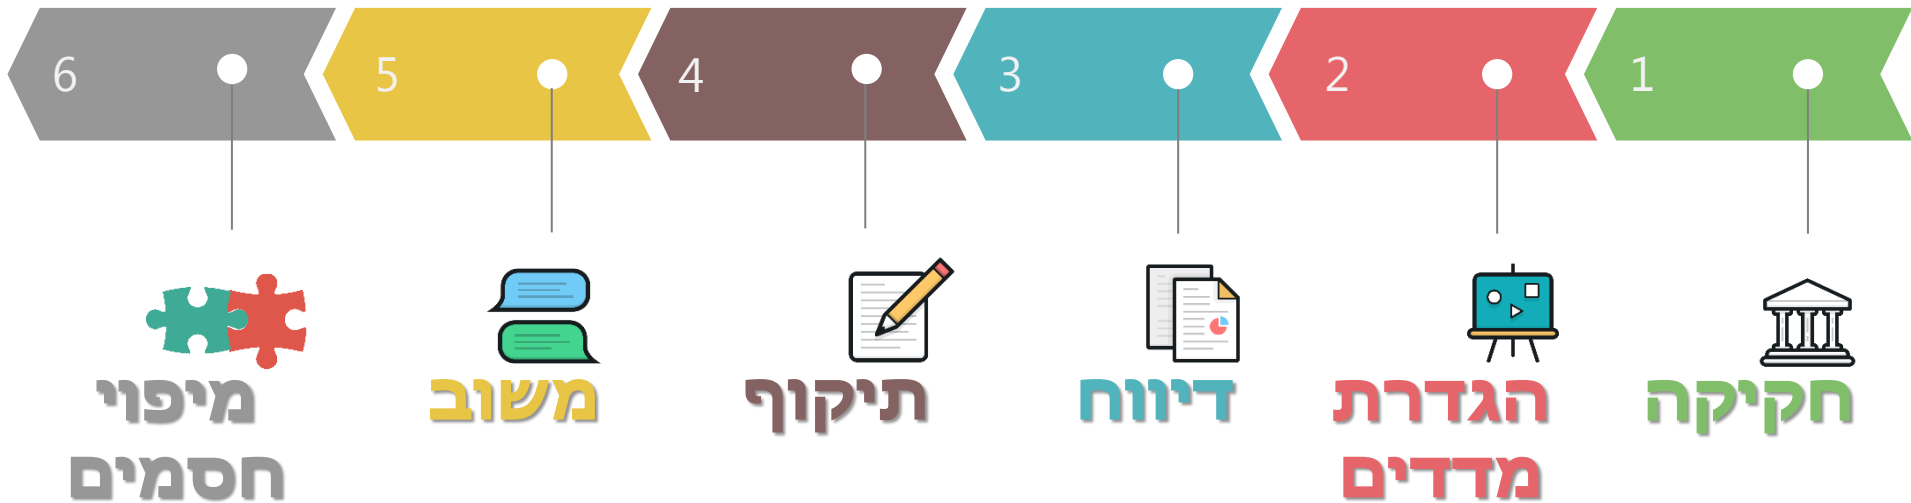 1
2
3
4
5
6
חקיקה
הגדרת
מדדים
דיווח
תיקוף
משוב
מיפוי
חסמים